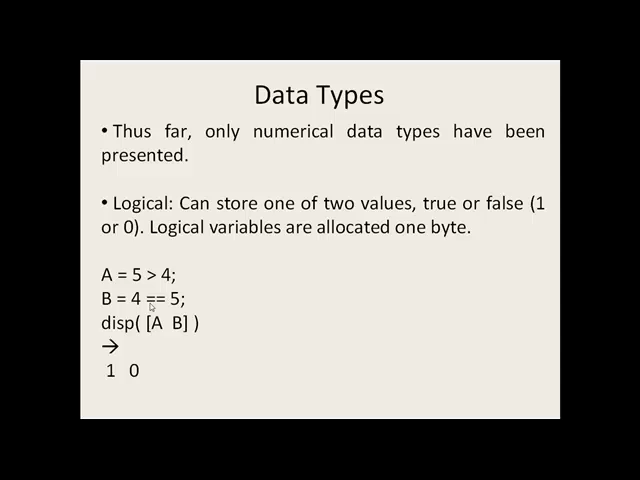 Data Types
• Thus far, only numerical data types have been
presented.
• Logical: Can store one of two values, true or false (1
or 0). Logical variables are allocated one byte.
A = 5 > 4;
B = 4 == 5;
disp( [A B] )
→
1 0